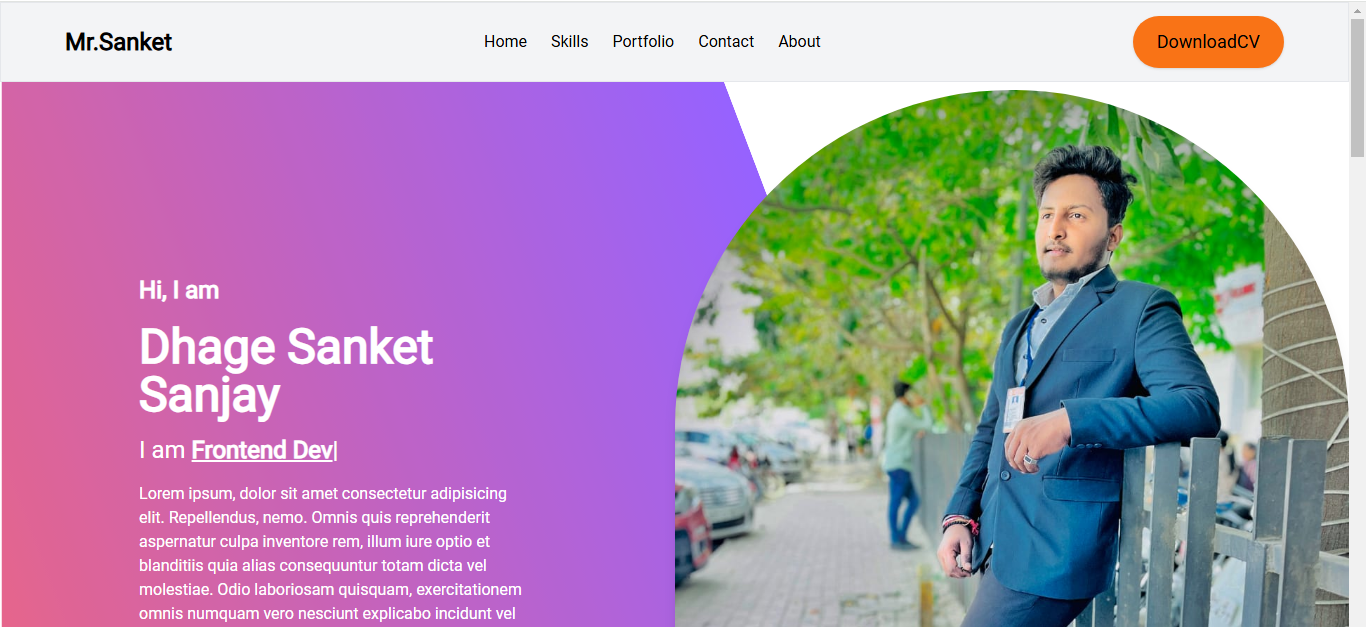 Mr.Sanket
Home Skills Portfolio Contact About
DownloadCV
Hi, I am
Dhage Sanket
Sanjay
I am Frontend Dev|
Lorem ipsum, dolor sit amet consectetur adipisicing
elit. Repellendus, nemo. Omnis quis reprehenderit
aspernatur culpa inventore rem, illum iure optio et
blanditiis quia alias consequuntur totam dicta vel
molestiae. Odio laboriosam quisquam, exercitationem
omnis numquam vero nesciunt explicabo incidunt vel